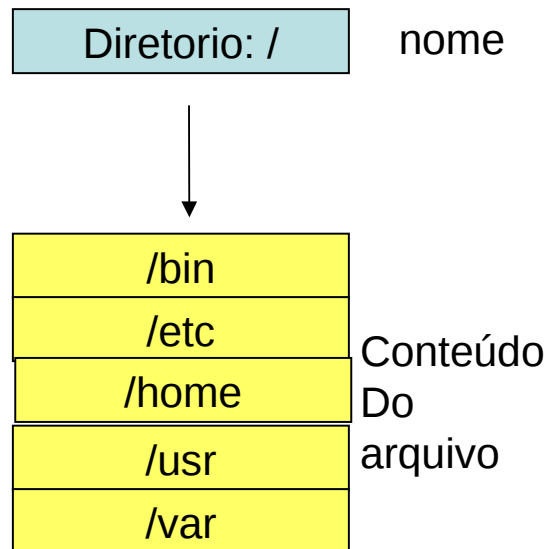 Diretorio: /
nome
/bin
/etc
/home
/usr
/var
Conteúdo
Do
arquivo